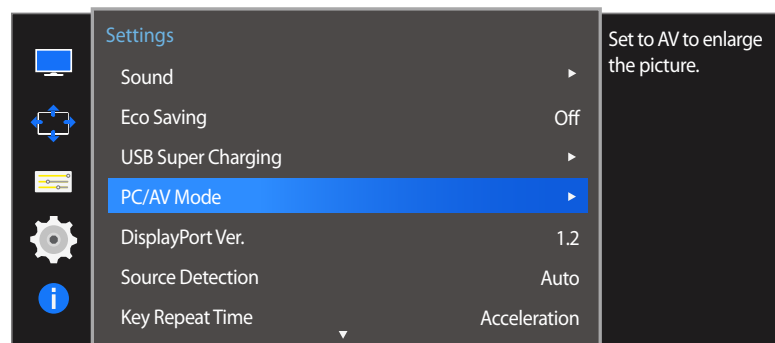 Settings
Sound
Eco Saving Off
USB Super Charging
PC/AV Mode
DisplayPort Ver. 1.2
Source Detection Auto
Key Repeat Time Acceleration
Set to AV to enlarge
the picture.